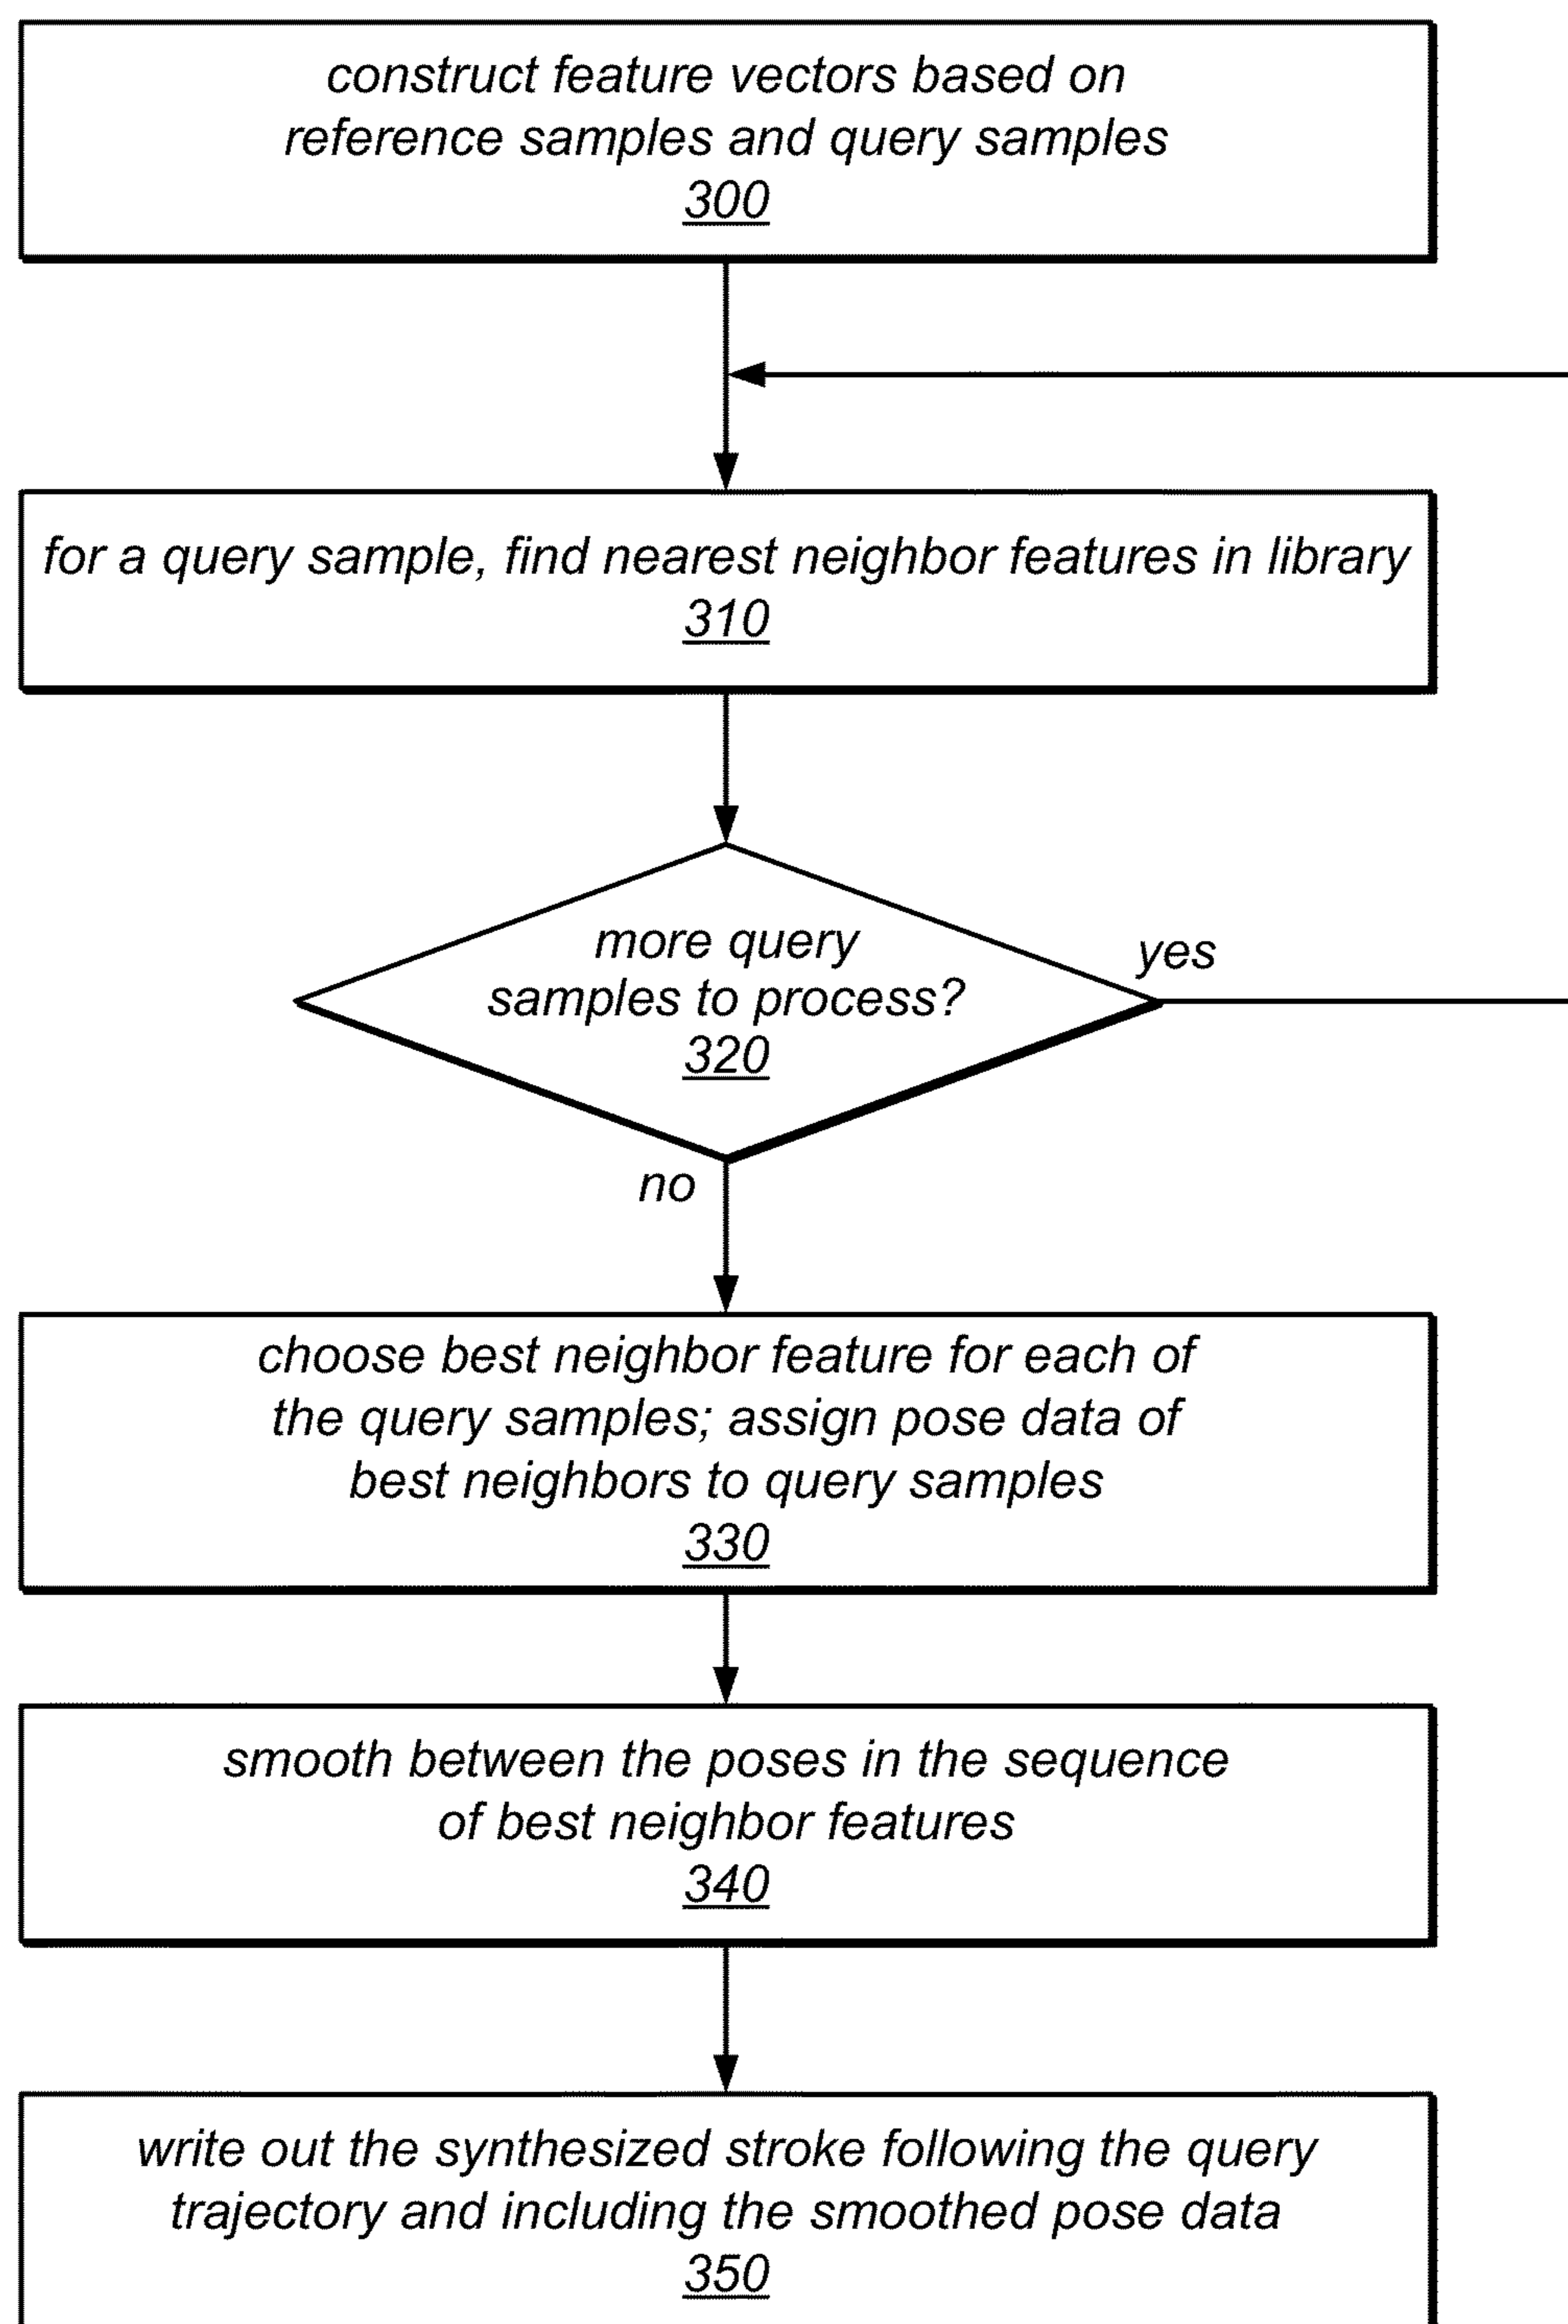 construct feature vectors based on
reference samples and query samples
300
for a query sample, find nearest neighbor features in library
310
more query
samples to process?
320
yes
no
choose best neighbor feature for each of
the query samples; assign pose data of
best neighbors to query samples
330
smooth between the poses in the sequence
of best neighbor features
340
write out the synthesized stroke following the query
trajectory and including the smoothed pose data
350